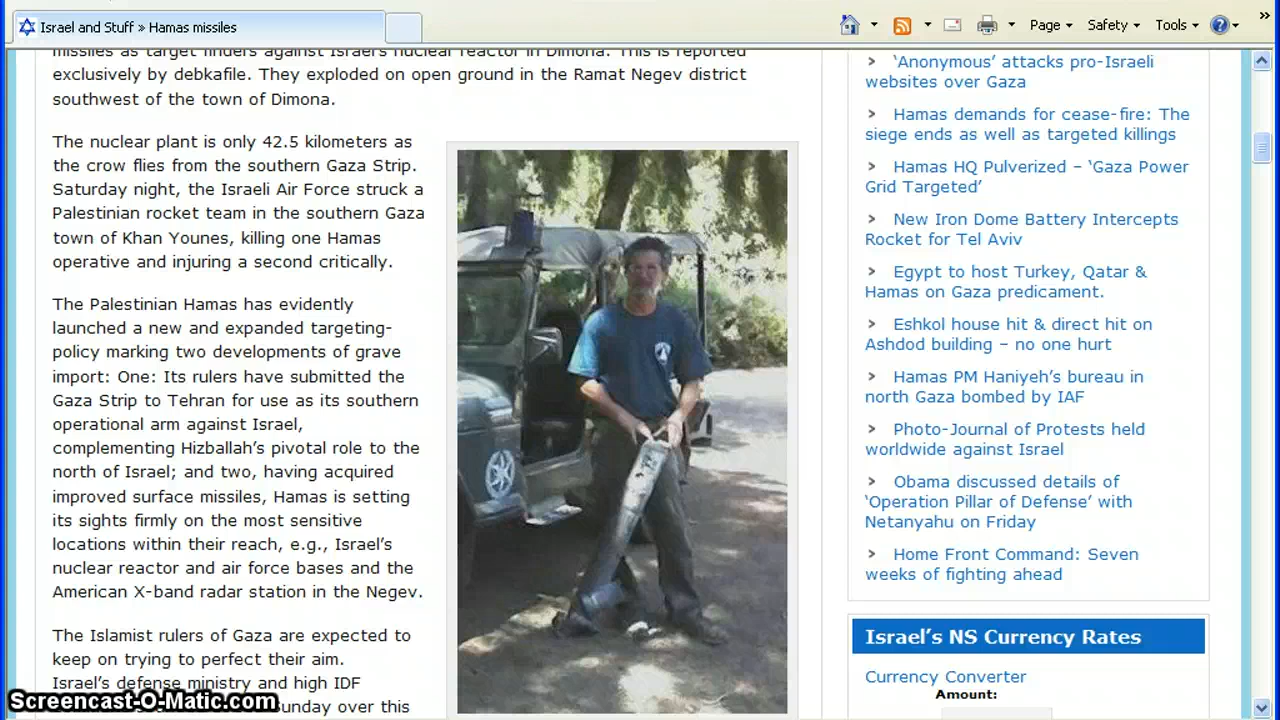 Israel and Stuff » Hamas missiles
Page
Safety
Tools
missiles as target finders against Israel's nuclear reactor in Dimona. This is reported
exclusively by debkafile. They exploded on open ground in the Ramat Negev district
southwest of the town of Dimona.
The nuclear plant is only 42.5 kilometers as
the crow flies from the southern Gaza Strip.
Saturday night, the Israeli Air Force struck a
Palestinian rocket team in the southern Gaza
town of Khan Younes, killing one Hamas
operative and injuring a second critically.
The Palestinian Hamas has evidently
launched a new and expanded targeting-
policy marking two developments of grave
import: One: Its rulers have submitted the
Gaza Strip to Tehran for use as its southern
operational arm against Israel,
complementing Hizballah's pivotal role to the
north of Israel; and two, having acquired
improved surface missiles, Hamas is setting
its sights firmly on the most sensitive
locations within their reach, e.g., Israel's
nuclear reactor and air force bases and the
American X-band radar station in the Negev.
The Islamist rulers of Gaza are expected to
keep on trying to perfect their aim.
Israel's defense ministry and high IDF
Sunday over this
‘Anonymous’ attacks pro-Israeli
websites over Gaza
Hamas demands for cease-fire: The
siege ends as well as targeted killings
Hamas HQ Pulverized – ‘Gaza Power
Grid Targeted’
New Iron Dome Battery Intercepts
Rocket for Tel Aviv
Egypt to host Turkey, Qatar &
Hamas on Gaza predicament.
Eshkol house hit & direct hit on
Ashdod building – no one hurt
Hamas PM Haniyeh’s bureau in
north Gaza bombed by IAF
Photo-Journal of Protests held
worldwide against Israel
Obama discussed details of
‘Operation Pillar of Defense’ with
Netanyahu on Friday
Home Front Command: Seven
weeks of fighting ahead
Israel’s NS Currency Rates
Currency Converter
Amount:
Screencast-O-Matic.com